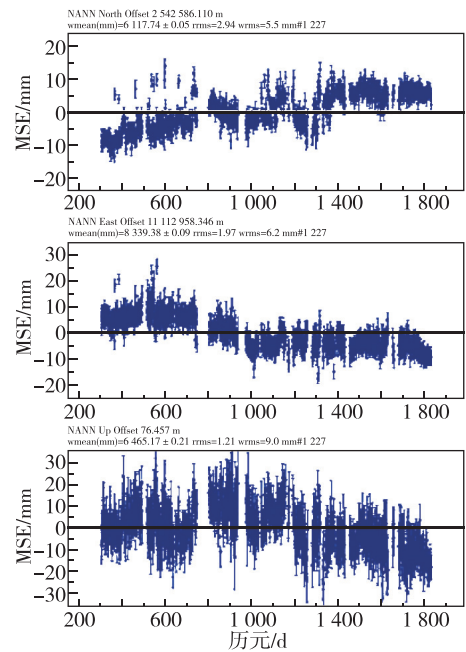 NANN North Offset 2 542 586.110 m
wmean(mm)=6 117.74 ± 0.05 rrms=2.94 wrms=5.5 mm#1 227
MSE/mm
20
10
0
−10
−20
200 600 1 000 1 400 1 800
NANN East Offset 11 112 958.346 m
wmean(mm)=8 339.38 ± 0.09 rrms=1.97 wrms=6.2 mm#1 227
MSE/mm
30
20
10
0
−10
−20
200 600 1 000 1 400 1 800
NANN Up Offset 76.457 m
wmean(mm)=6 465.17 ± 0.21 rrms=1.21 wrms=9.0 mm#1 227
MSE/mm
30
20
10
0
−10
−20
−30
200 600 1 000 1 400 1 800
历元/d